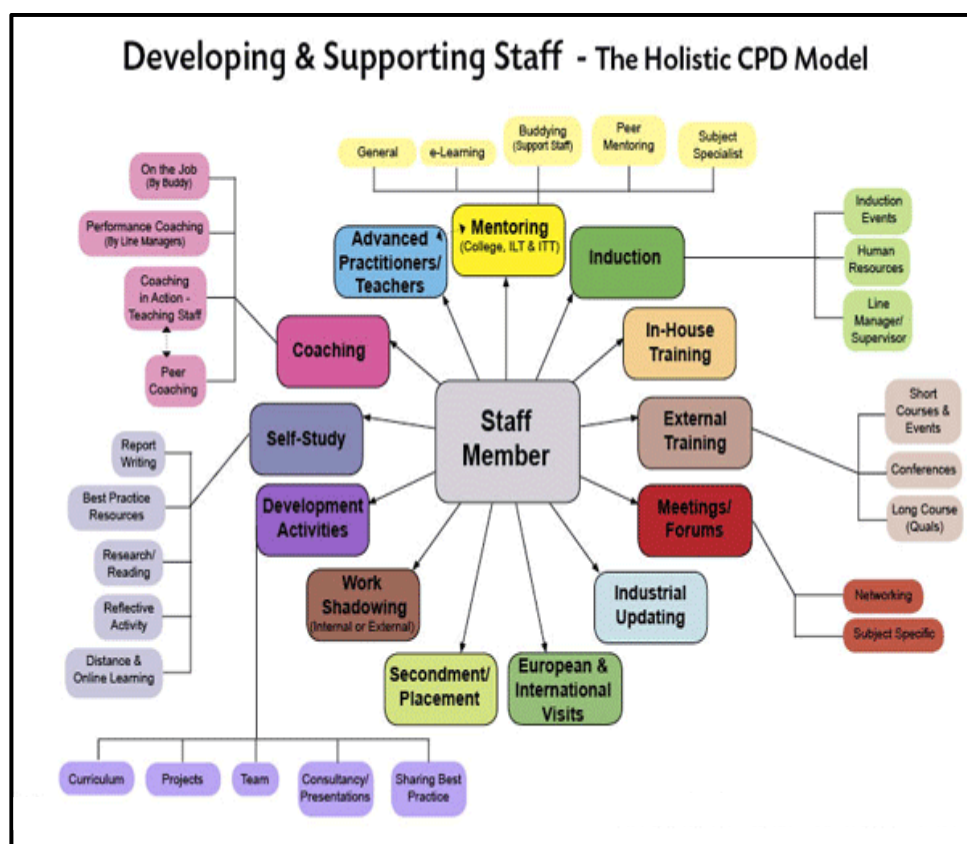 Developing & Supporting Staff - The Holistic CPD Model
General
e-Learning
Buddying
(Support Staff)
Peer
Mentoring
Subject
Specialist
On the Job
(By Buddy)
Performance Coaching
(By Line Managers)
Coaching
in Action -
Teaching Staff
Peer
Coaching
Advanced
Practitioners/
Teachers
Mentoring
(College, ILT & ITT)
Induction
Induction
Events
Human
Resources
Line
Manager/
Supervisor
Coaching
In-House
Training
Staff
Member
Self-Study
External
Training
Short
Courses &
Events
Conferences
Long Course
(Quals)
Report
Writing
Best Practice
Resources
Research/
Reading
Reflective
Activity
Distance &
Online Learning
Development
Activities
Meetings/
Forums
Networking
Subject Specific
Work
Shadowing
(Internal or External)
Industrial
Updating
Secondment/
Placement
European &
International
Visits
Curriculum
Projects
Team
Consultancy/
Presentations
Sharing Best
Practice